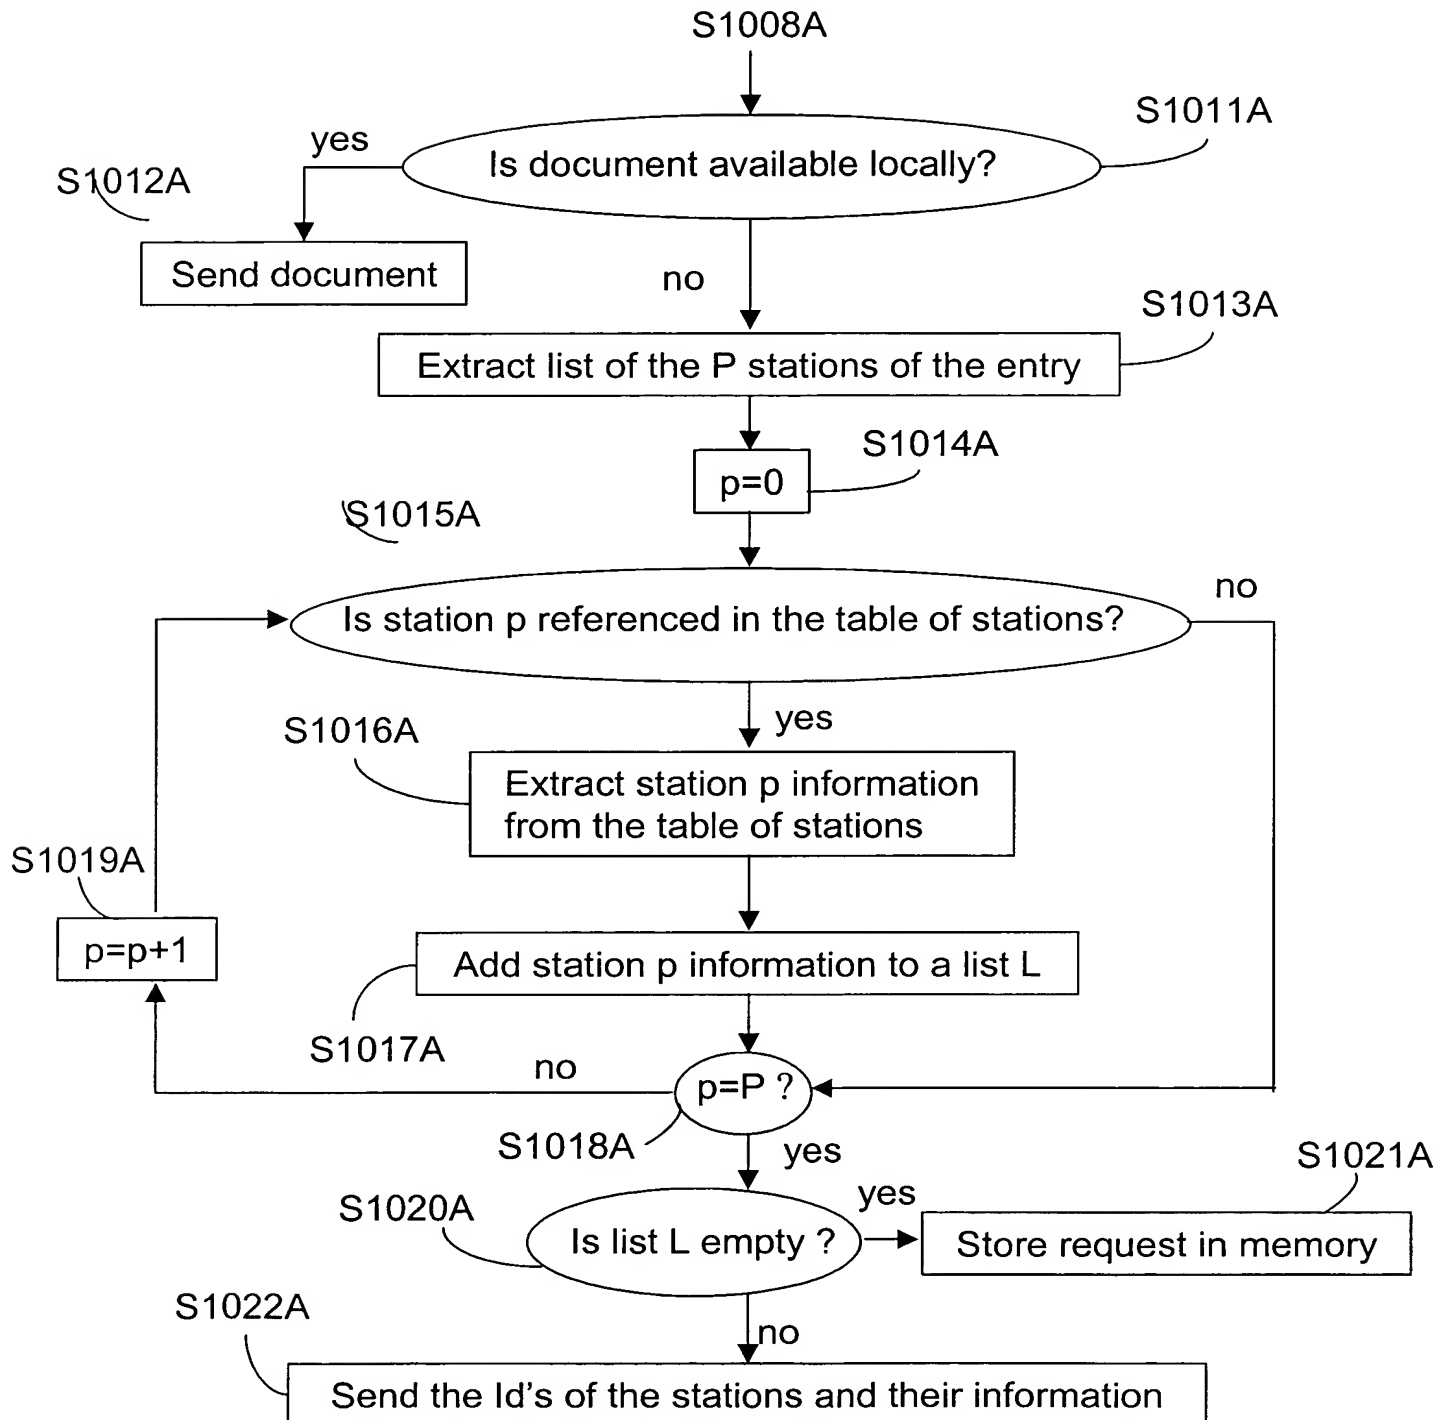 S1008A
S1011A
yes
Is document available locally?
S1012A
Send document
no
S1013A
Extract list of the P stations of the entry
S1014A
p=0
S1015A
no
Is station p referenced in the table of stations?
yes
S1016A
Extract station p information
from the table of stations
S1019A
p=p+1
Add station p information to a list L
S1017A
no
p=P ?
S1018A
yes
S1021A
yes
S1020A
Is list L empty ?
Store request in memory
S1022A
no
Send the Id's of the stations and their information